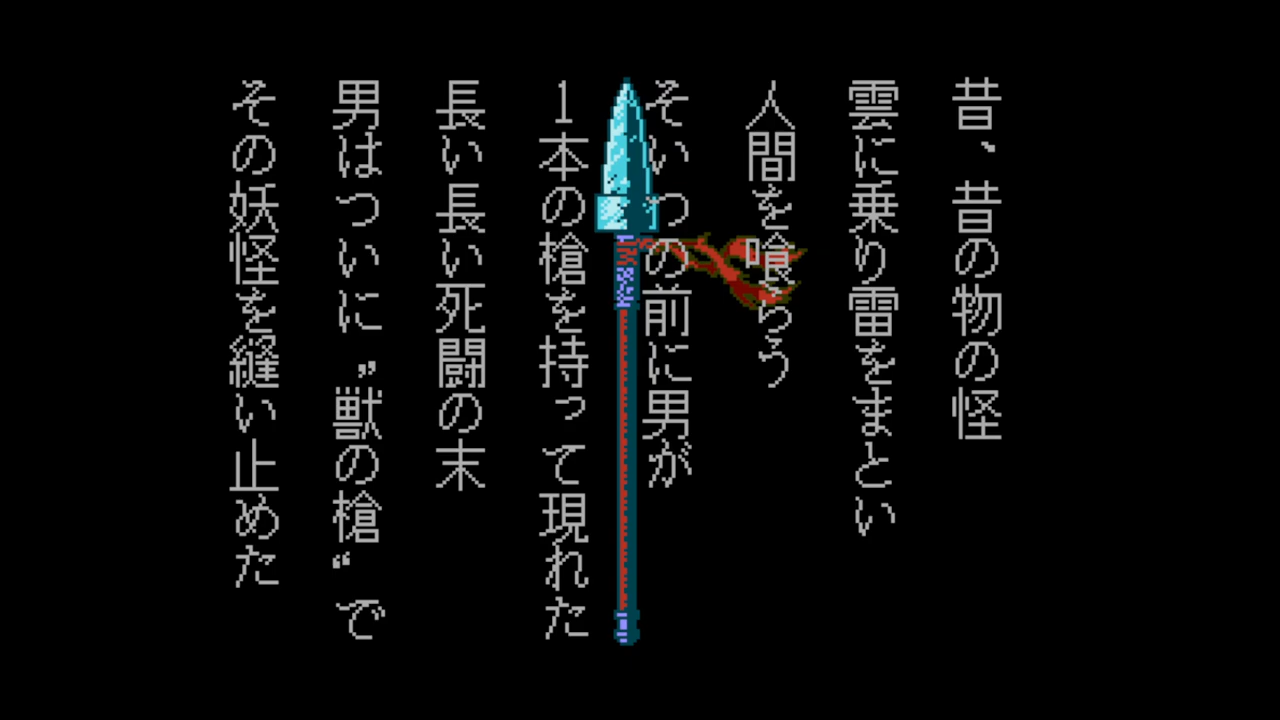 昔、昔の物の怪
雲に乗り雷をまとい
人間を喰らう
そいつの前に男が
1本の槍を持って現れた
長い長い死闘の末
男はついに〝獣の槍〟で
その妖怪を縫い止めた